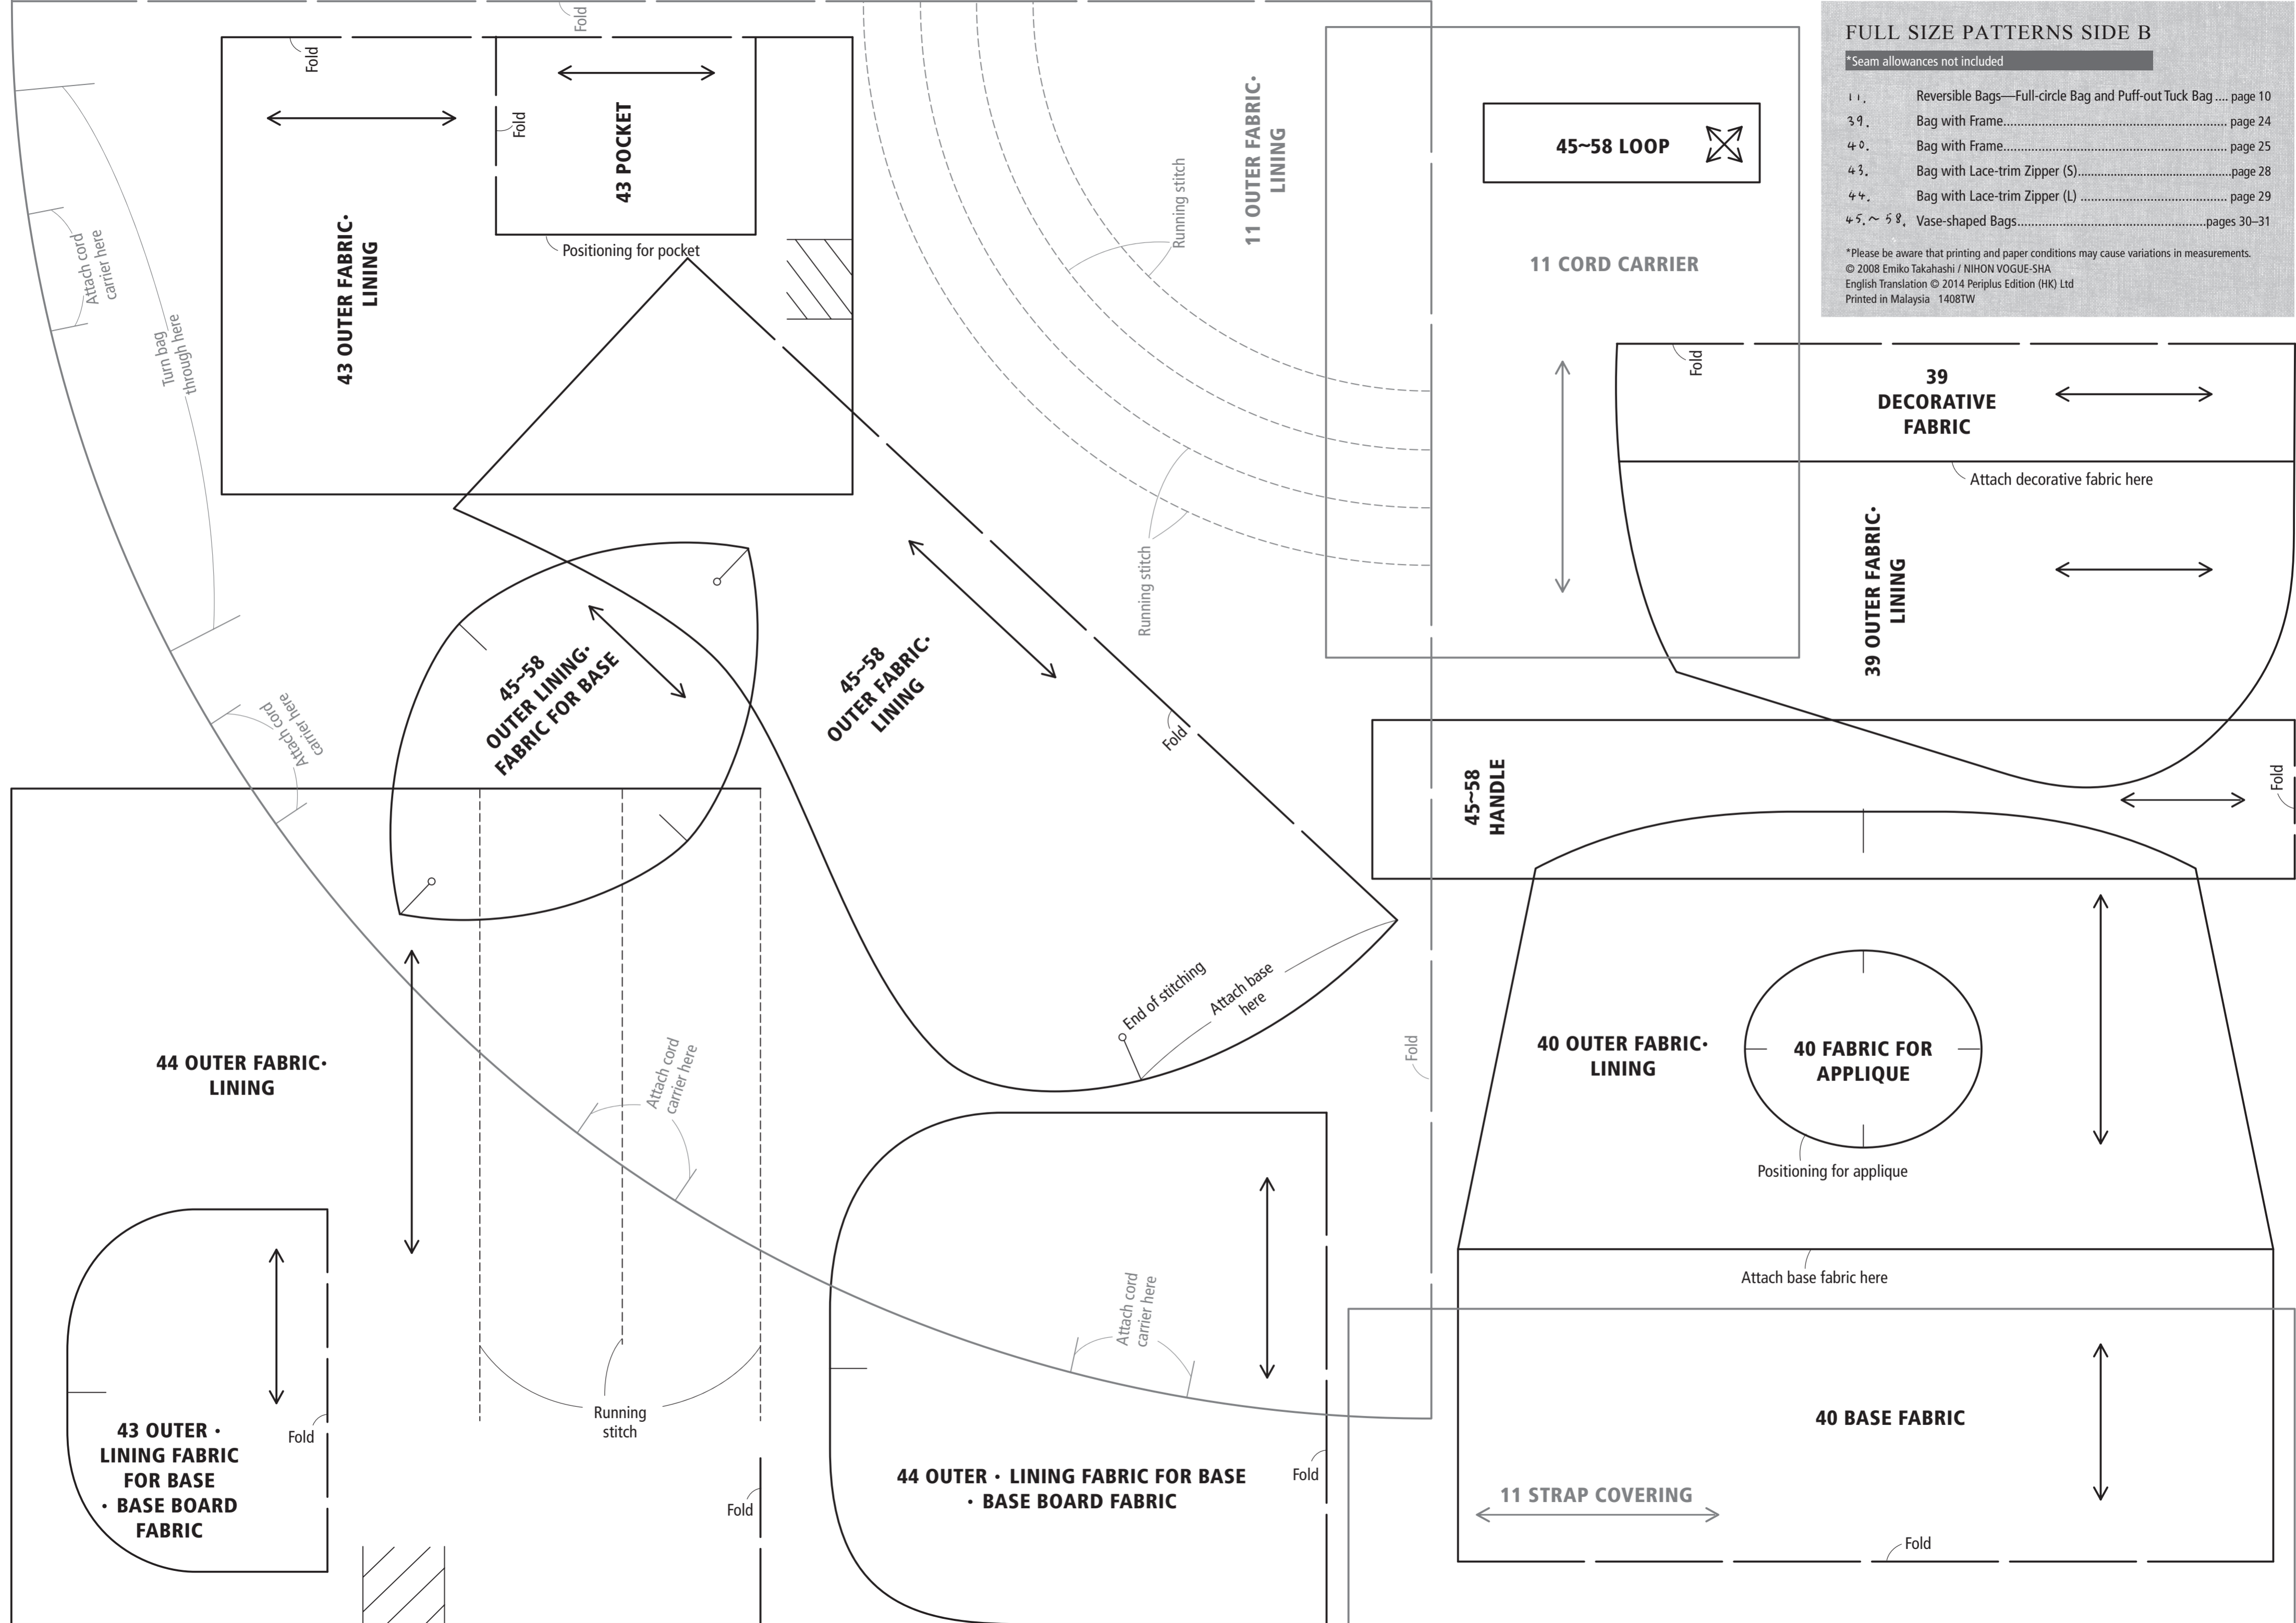 FULL SIZE PATTERNS SIDE B
*Seam allowances not included
11. Reversible Bags—Full-circle Bag and Puff-out Tuck Bag .... page 10
39. Bag with Frame............................................................... page 24
40. Bag with Frame............................................................... page 25
43. Bag with Lace-trim Zipper (S)...........................................page 28
44. Bag with Lace-trim Zipper (L) ......................................... page 29
45.~58. Vase-shaped Bags.....................................................pages 30–31
*Please be aware that printing and paper conditions may cause variations in measurements.
© 2008 Emiko Takahashi / NIHON VOGUE-SHA
English Translation © 2014 Periplus Edition (HK) Ltd
Printed in Malaysia 1408TW
Fold
Fold
Fold
43 POCKET
Positioning for pocket
43 OUTER FABRIC•
LINING
Attach cord
carrier here
Turn bag
through here
Attach cord
carrier here
11 OUTER FABRIC•
LINING
Running stitch
Running stitch
45~58 LOOP
11 CORD CARRIER
Fold
39
DECORATIVE
FABRIC
Attach decorative fabric here
39 OUTER FABRIC•
LINING
45~58
OUTER LINING•
FABRIC FOR BASE
45~58
OUTER FABRIC•
LINING
Fold
45~58
HANDLE
Fold
End of stitching
Attach base
here
Fold
44 OUTER FABRIC•
LINING
Attach cord
carrier here
40 OUTER FABRIC•
LINING
40 FABRIC FOR
APPLIQUE
Positioning for applique
Attach base fabric here
Attach cord
carrier here
43 OUTER •
LINING FABRIC
FOR BASE
• BASE BOARD
FABRIC
Fold
Running
stitch
Fold
44 OUTER • LINING FABRIC FOR BASE
• BASE BOARD FABRIC
Fold
40 BASE FABRIC
11 STRAP COVERING
Fold